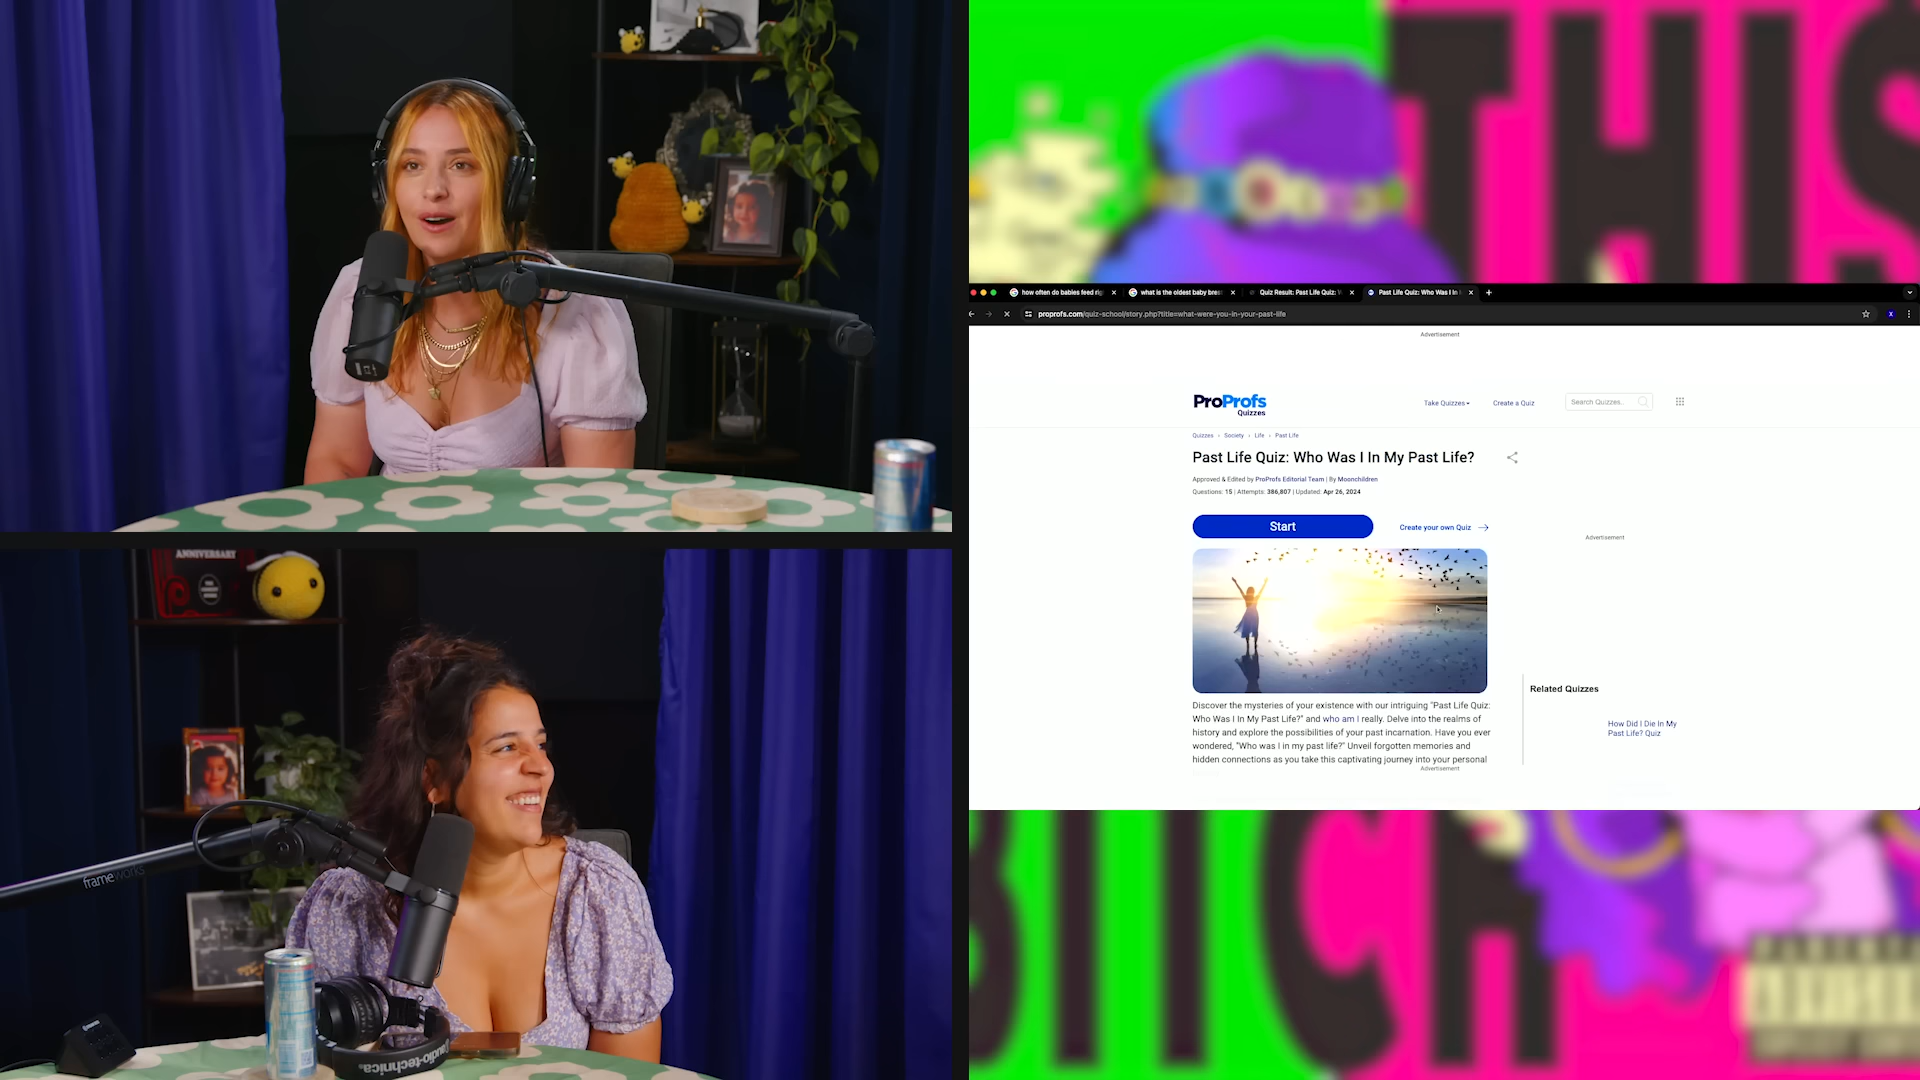 THIS
how often do babies feed rig
what is the oldest baby brea
Quiz Result: Past Life Quiz: W
Past Life Quiz: Who Was I In
proprofs.com/quiz-school/story.php?title=what-were-you-in-your-past-life
Advertisement
ProProfs
Quizzes
Take Quizzes
Create a Quiz
Search Quizzes..
Quizzes › Society › Life › Past Life
Past Life Quiz: Who Was I In My Past Life?
Approved & Edited by ProProfs Editorial Team | By Moonchildren
Questions: 15 | Attempts: 386,807 | Updated: Apr 26, 2024
Start
Create your own Quiz
Advertisement
Discover the mysteries of your existence with our intriguing "Past Life Quiz:
Who Was I In My Past Life?" and who am I really. Delve into the realms of
history and explore the possibilities of your past incarnation. Have you ever
wondered, "Who was I in my past life?" Unveil forgotten memories and
hidden connections as you take this captivating journey into your personal
Advertisement
Related Quizzes
How Did I Die In My
Past Life? Quiz
ANNIVERSARY
frameworks
audio-technica
BITCH